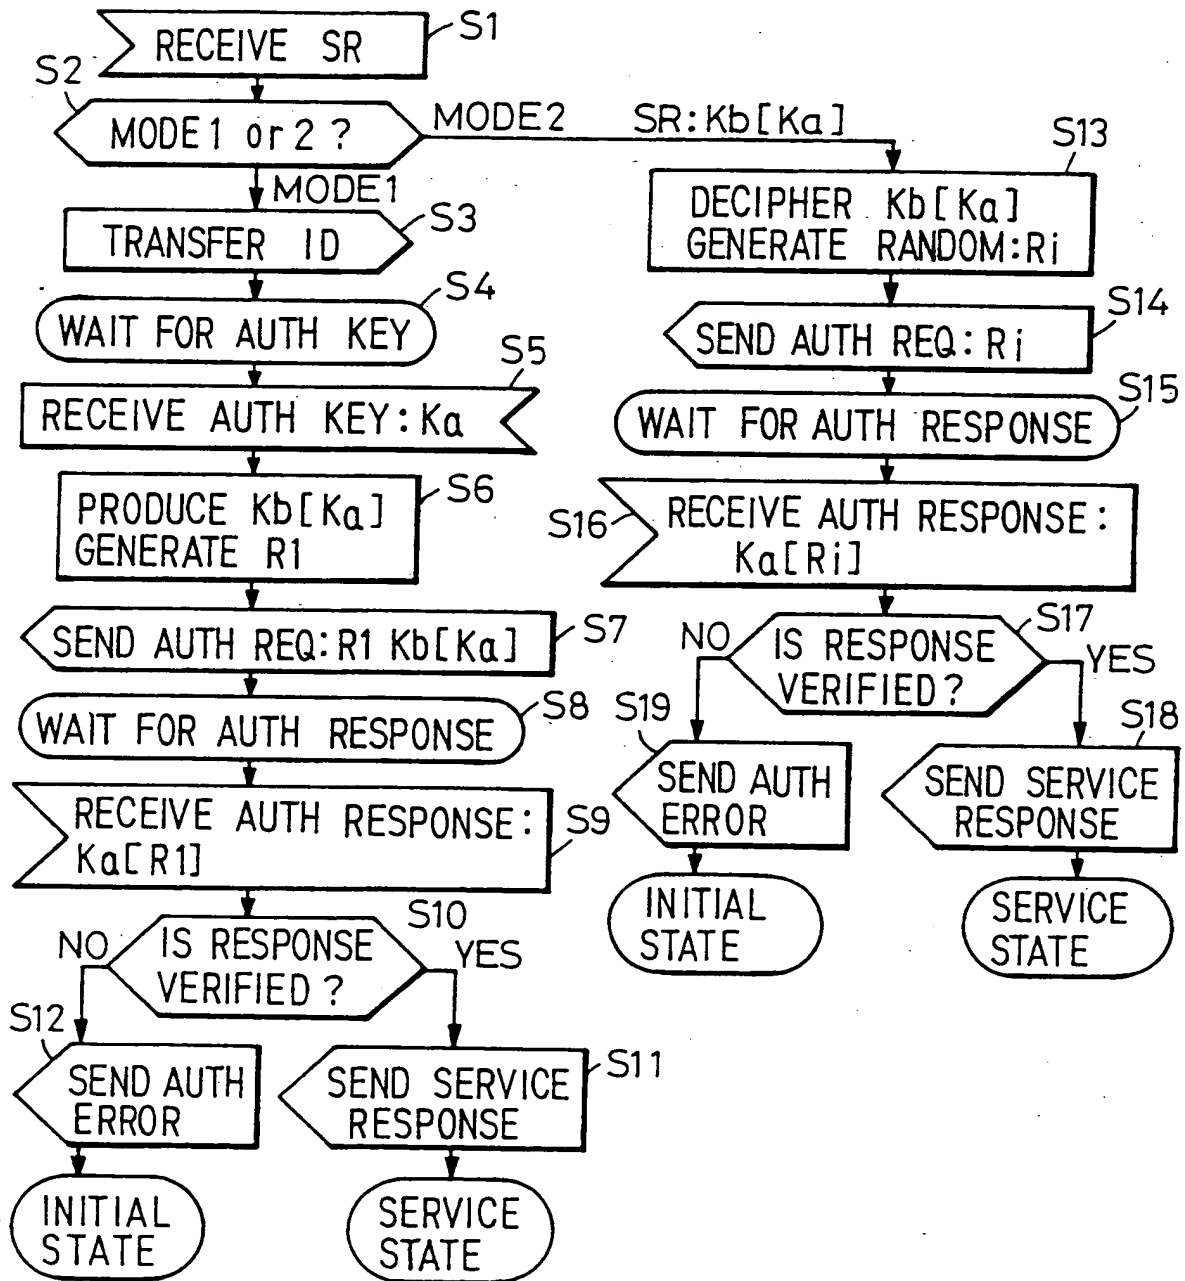 RECEIVE SR
S1
S2
MODE1 or 2 ?
MODE2
SR:Kb[Ka]
MODE1
TRANSFER ID
S3
WAIT FOR AUTH KEY
S4
RECEIVE AUTH KEY:Ka
S5
PRODUCE Kb[Ka]
GENERATE R1
S6
SEND AUTH REQ:R1 Kb[Ka]
S7
WAIT FOR AUTH RESPONSE
S8
RECEIVE AUTH RESPONSE:
Ka[R1]
S9
S10
IS RESPONSE
VERIFIED?
NO
YES
S12
SEND AUTH
ERROR
SEND SERVICE
RESPONSE
S11
INITIAL
STATE
SERVICE
STATE
S13
DECIPHER Kb[Ka]
GENERATE RANDOM:Ri
S14
SEND AUTH REQ:Ri
S15
WAIT FOR AUTH RESPONSE
S16
RECEIVE AUTH RESPONSE:
Ka[Ri]
S17
IS RESPONSE
VERIFIED?
NO
YES
S19
SEND AUTH
ERROR
S18
SEND SERVICE
RESPONSE
INITIAL
STATE
SERVICE
STATE